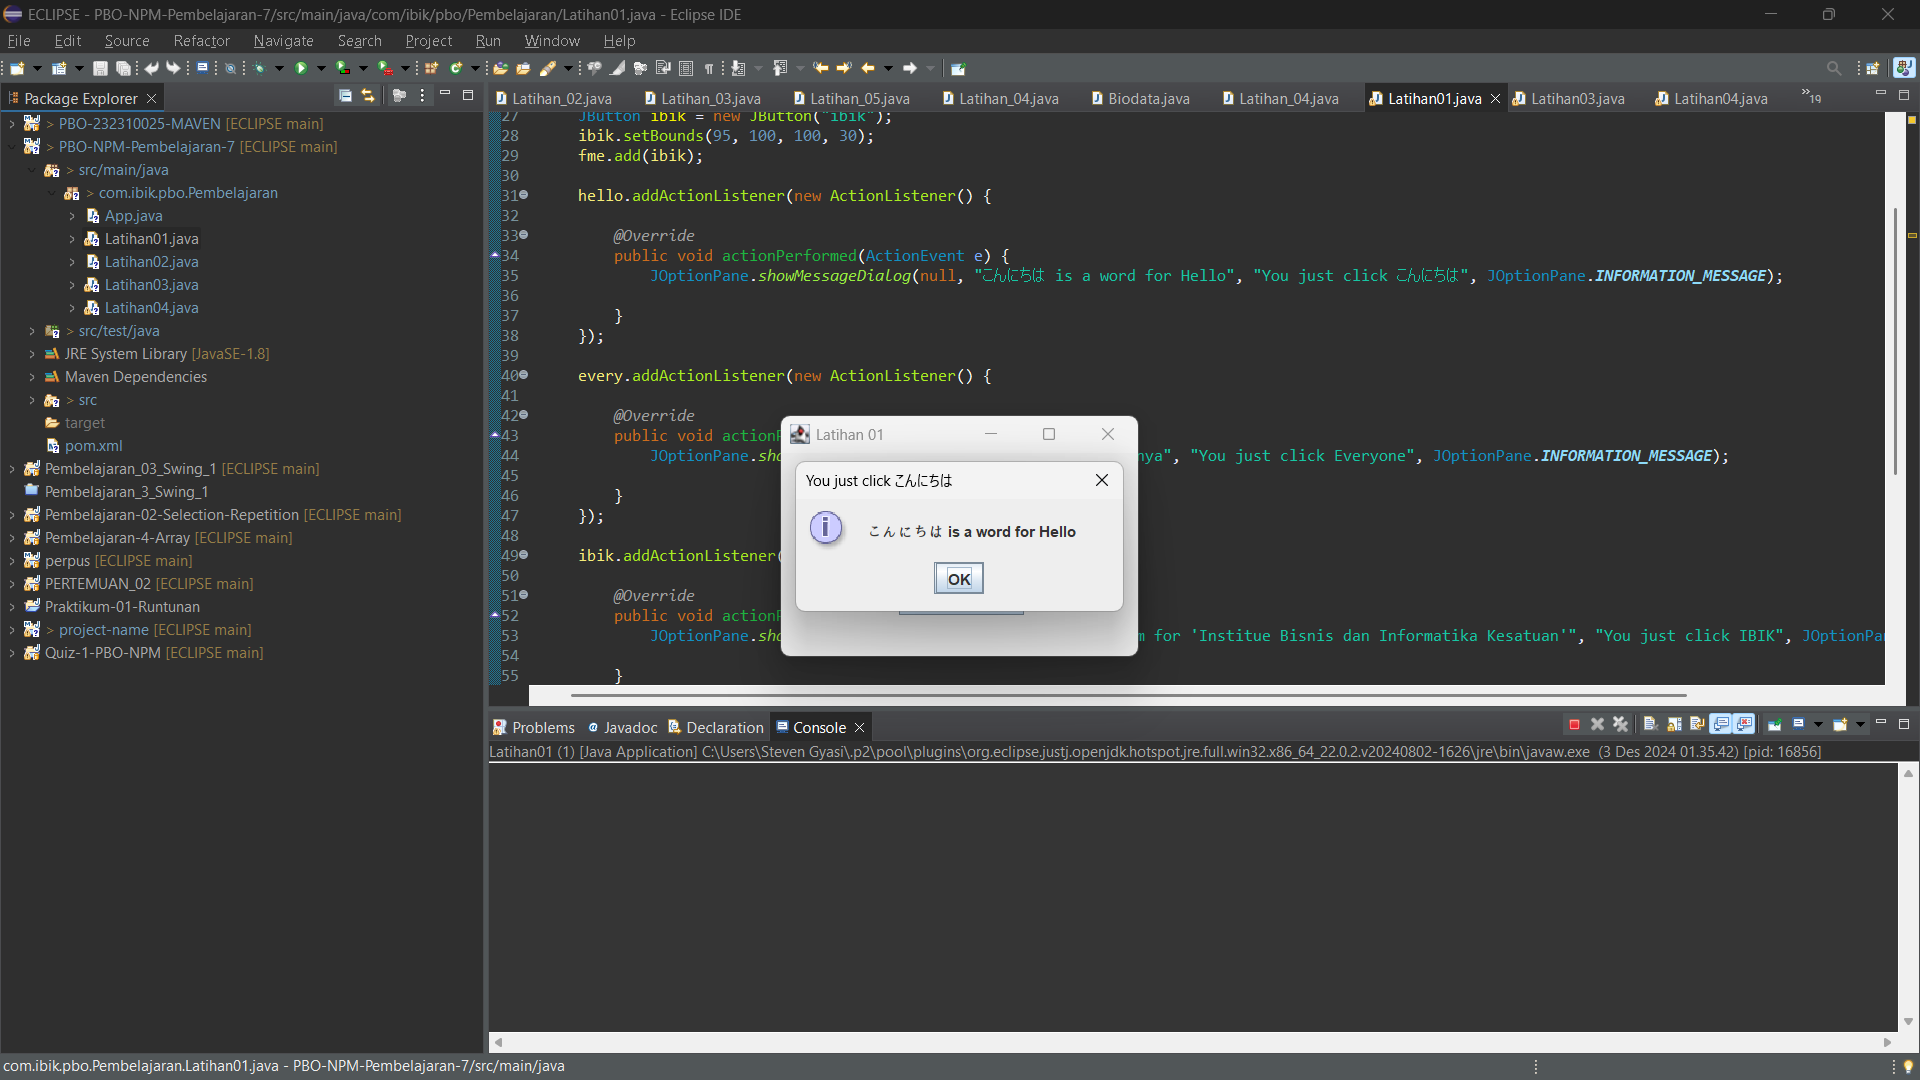 ECLIPSE - PBO-NPM-Pembelajaran-7/src/main/java/com/ibik/pbo/Pembelajaran/Latihan01.java - Eclipse IDE
File Edit Source Refactor Navigate Search Project Run Window Help
Package Explorer
> PBO-232310025-MAVEN [ECLIPSE main]
> PBO-NPM-Pembelajaran-7 [ECLIPSE main]
> src/main/java
> com.ibik.pbo.Pembelajaran
App.java
Latihan01.java
Latihan02.java
Latihan03.java
Latihan04.java
> src/test/java
JRE System Library [JavaSE-1.8]
Maven Dependencies
> src
target
pom.xml
Pembelajaran_03_Swing_1 [ECLIPSE main]
Pembelajaran_3_Swing_1
Pembelajaran-02-Selection-Repetition [ECLIPSE main]
Pembelajaran-4-Array [ECLIPSE main]
perpus [ECLIPSE main]
PERTEMUAN_02 [ECLIPSE main]
Praktikum-01-Runtunan
> project-name [ECLIPSE main]
Quiz-1-PBO-NPM [ECLIPSE main]
Latihan_02.java Latihan_03.java Latihan_05.java Latihan_04.java Biodata.java Latihan_04.java Latihan01.java Latihan03.java Latihan04.java »19
27 JButton ibik = new JButton("ibik");
28 ibik.setBounds(95, 100, 100, 30);
29 fme.add(ibik);
30
31 hello.addActionListener(new ActionListener() {
32
33 @Override
34 public void actionPerformed(ActionEvent e) {
35 JOptionPane.showMessageDialog(null, "こんにちは is a word for Hello", "You just click こんにちは", JOptionPane.INFORMATION_MESSAGE);
36
37 }
38 });
39
40 every.addActionListener(new ActionListener() {
41
42 @Override
43 public void action
44 JOptionPane.sho nya", "You just click Everyone", JOptionPane.INFORMATION_MESSAGE);
45
46 }
47 });
48
49 ibik.addActionListener(
50
51 @Override
52 public void action
53 JOptionPane.sho m for 'Institue Bisnis dan Informatika Kesatuan'", "You just click IBIK", JOptionPa
54
55 }
Latihan 01
You just click こんにちは
こんにちは is a word for Hello
OK
Problems Javadoc Declaration Console
Latihan01 (1) [Java Application] C:\Users\Steven Gyasi\.p2\pool\plugins\org.eclipse.justj.openjdk.hotspot.jre.full.win32.x86_64_22.0.2.v20240802-1626\jre\bin\javaw.exe (3 Des 2024 01.35.42) [pid: 16856]
com.ibik.pbo.Pembelajaran.Latihan01.java - PBO-NPM-Pembelajaran-7/src/main/java